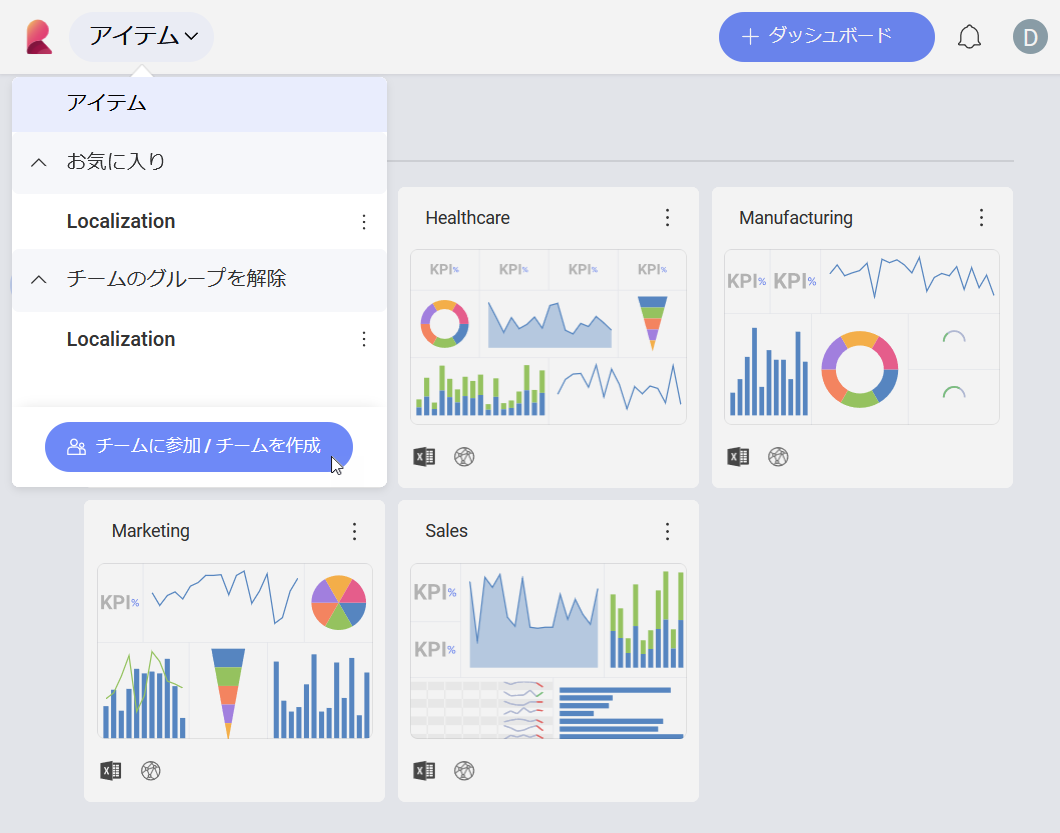 アイテム
ダッシュボード
D
アイテム
お気に入り
Localization
チームのグループを解除
Localization
チームに参加 / チームを作成
Healthcare
KPI%
KPI%
KPI%
KPI%
Manufacturing
KPI%
KPI%
Marketing
KPI%
Sales
KPI%
KPI%